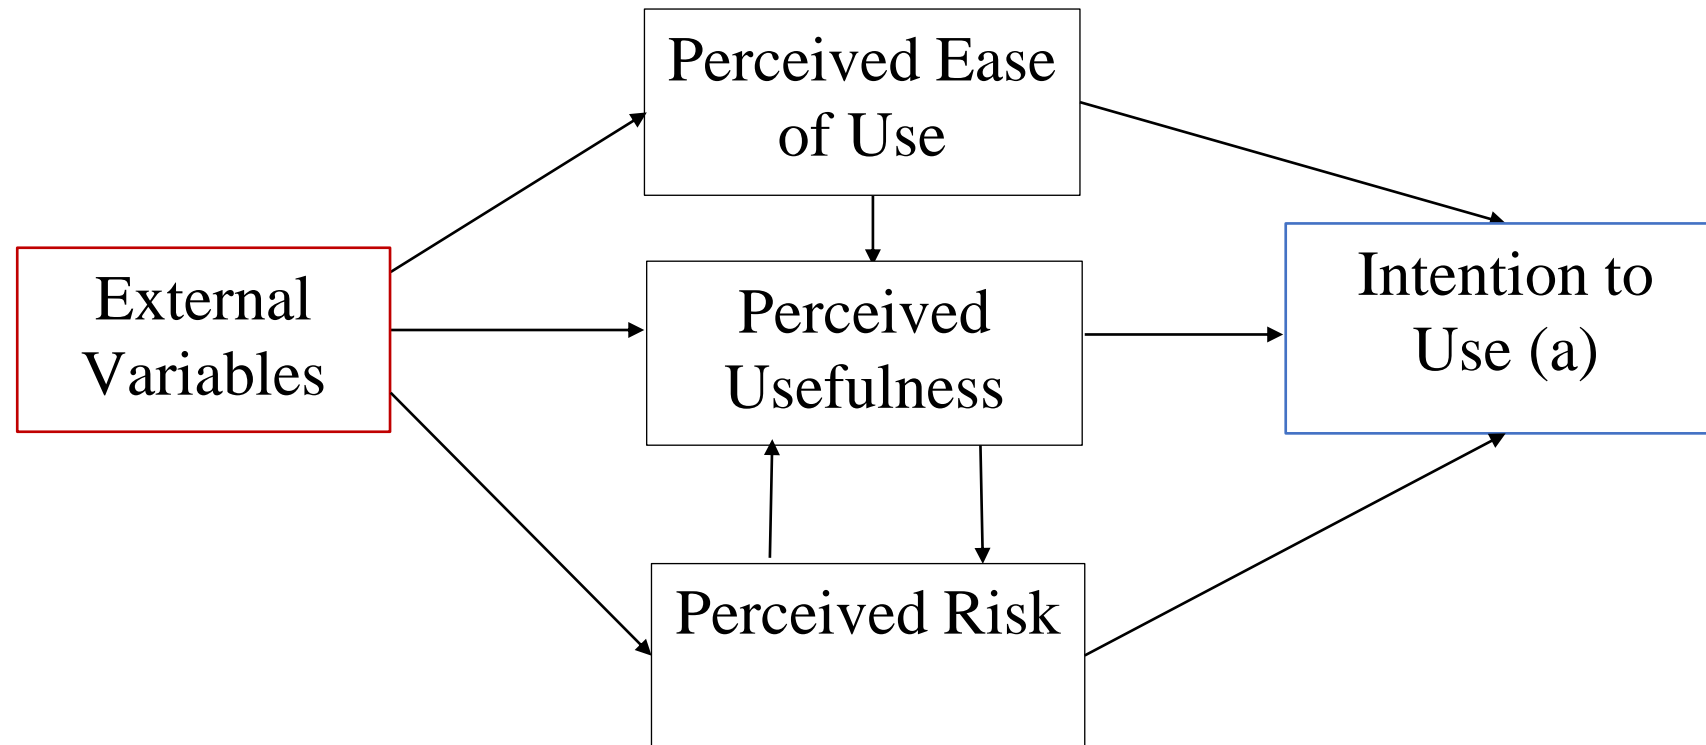 Perceived Ease
of Use
External
Variables
Perceived
Usefulness
Intention to
Use (a)
Perceived Risk